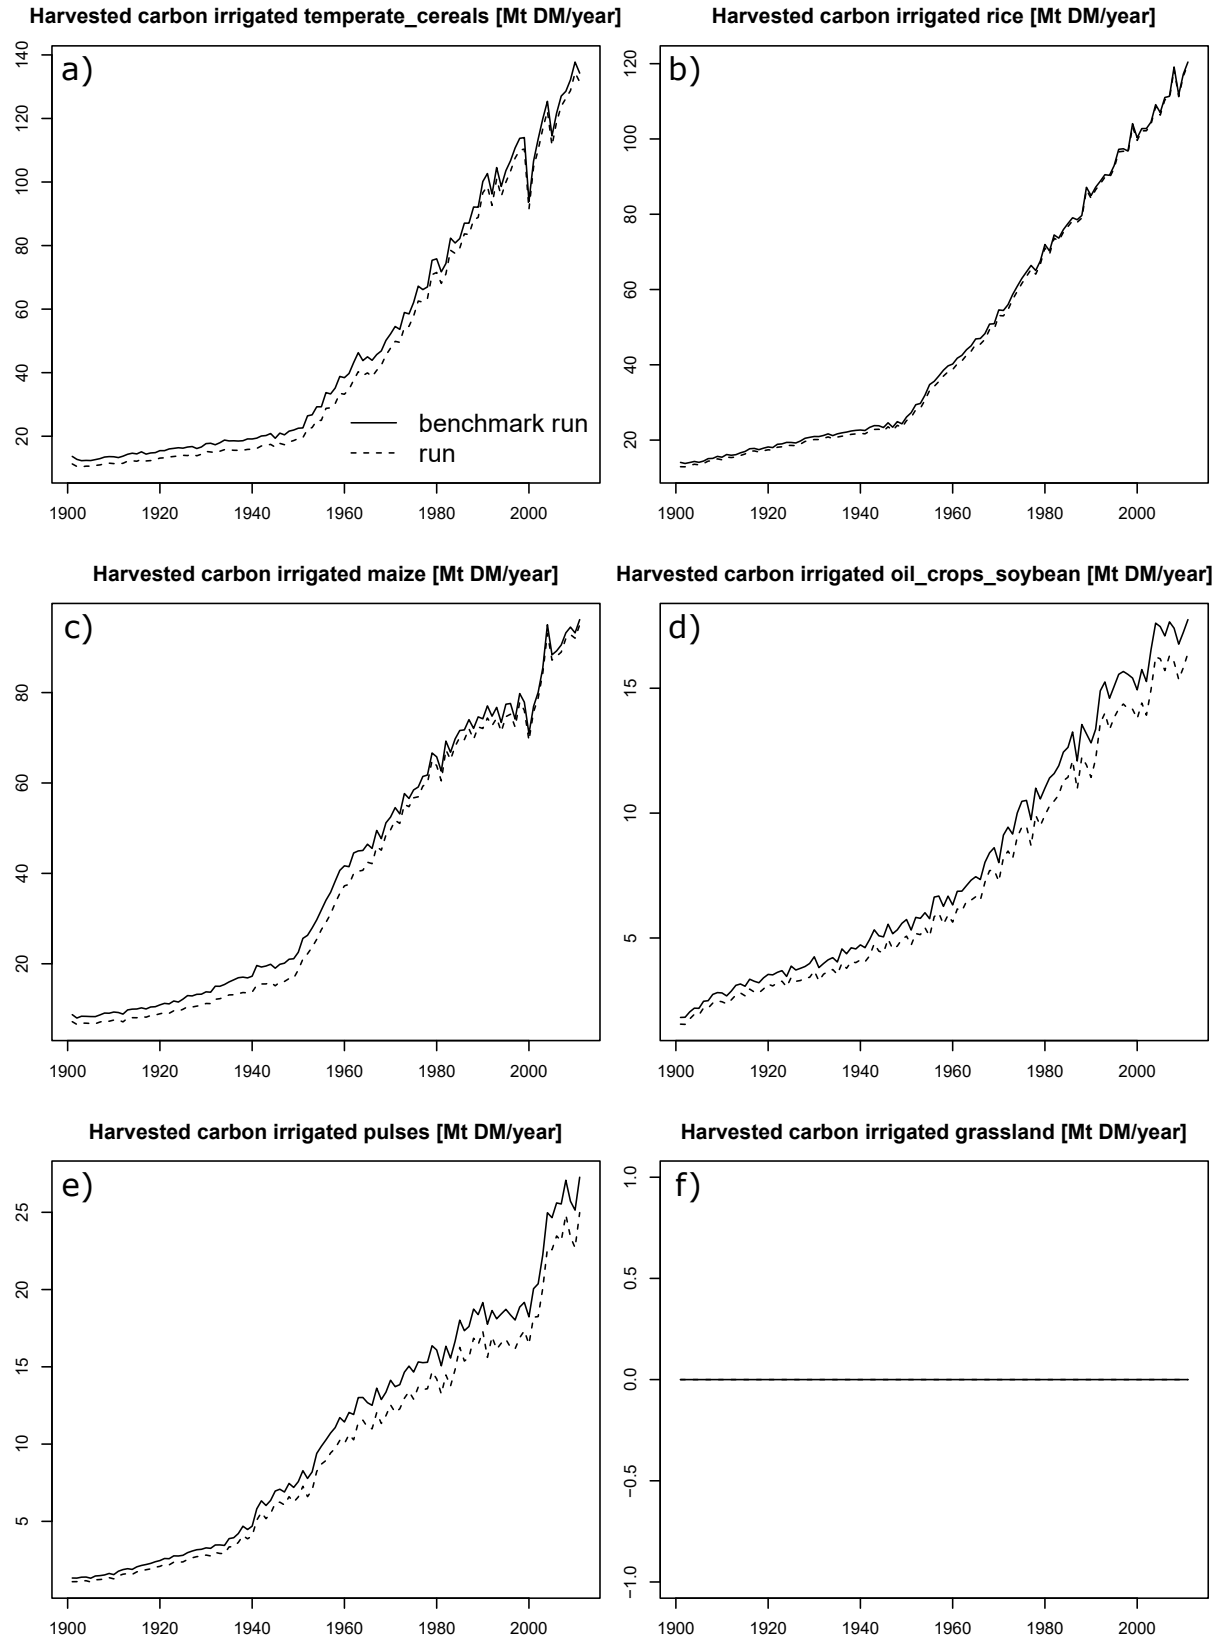 Harvested carbon irrigated temperate_cereals [Mt DM/year]
a)
140
120
100
80
60
40
20
benchmark run
run
1900 1920 1940 1960 1980 2000
Harvested carbon irrigated rice [Mt DM/year]
b)
120
100
80
60
40
20
1900 1920 1940 1960 1980 2000
Harvested carbon irrigated maize [Mt DM/year]
c)
80
60
40
20
1900 1920 1940 1960 1980 2000
Harvested carbon irrigated oil_crops_soybean [Mt DM/year]
d)
15
10
5
1900 1920 1940 1960 1980 2000
Harvested carbon irrigated pulses [Mt DM/year]
e)
25
20
15
10
5
1900 1920 1940 1960 1980 2000
Harvested carbon irrigated grassland [Mt DM/year]
f)
1.0
0.5
0.0
−0.5
−1.0
1900 1920 1940 1960 1980 2000